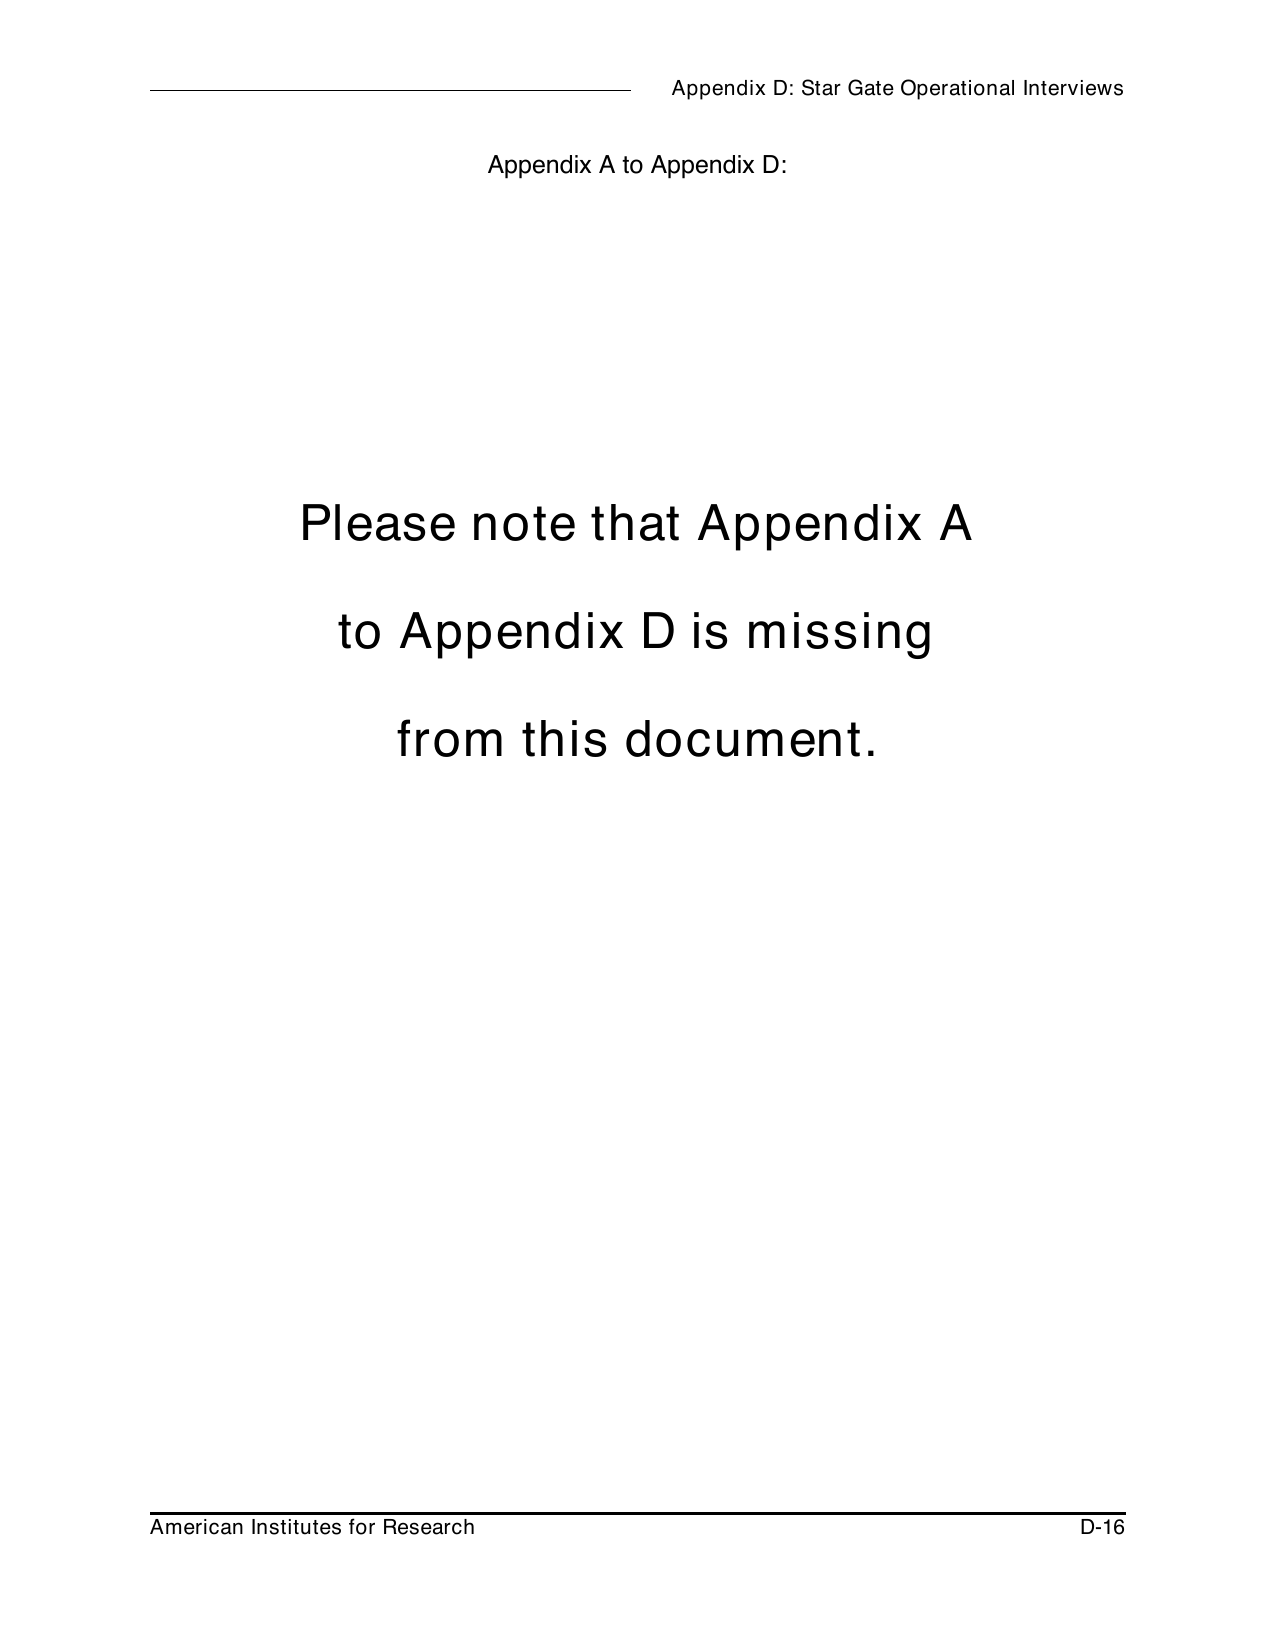 Appendix D: Star Gate Operational Interviews
Appendix A to Appendix D:
Please note that Appendix A
to Appendix D is missing
from this document.
American Institutes for Research D-16